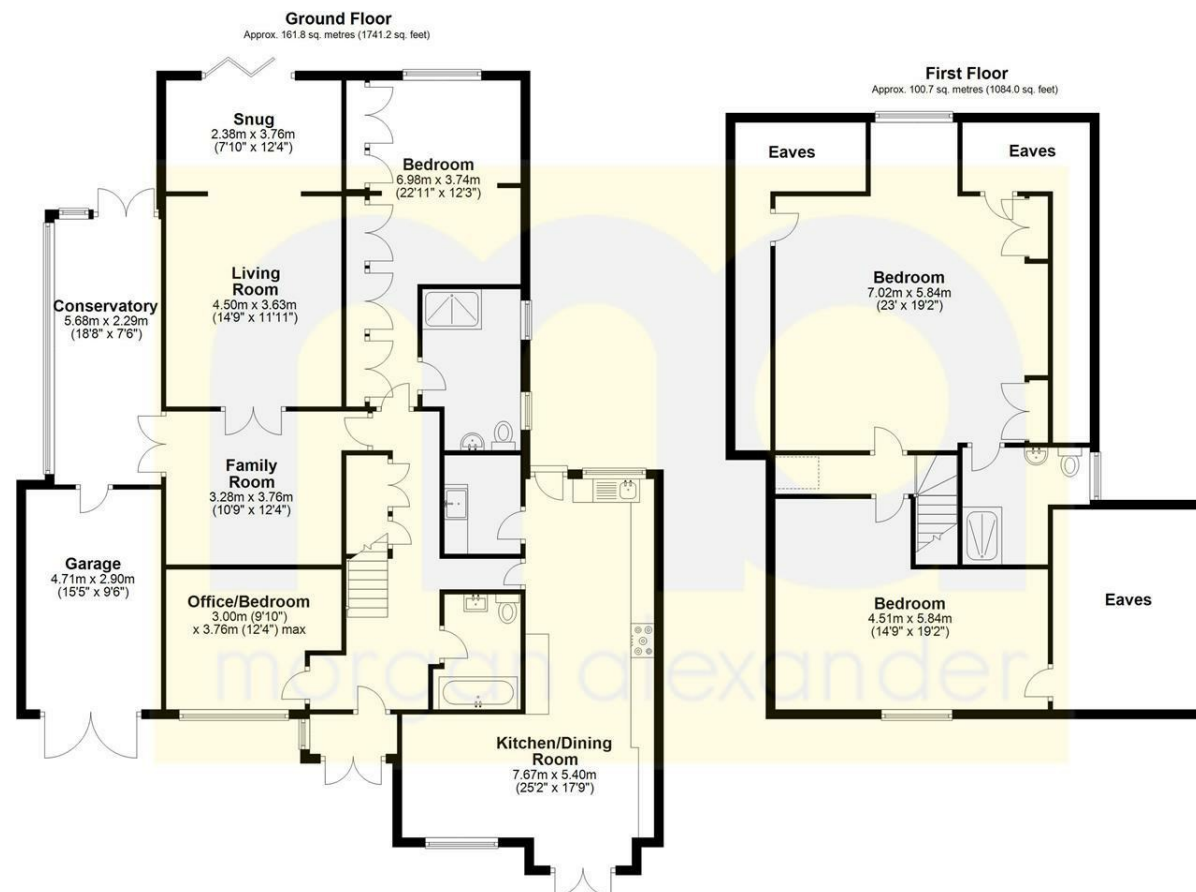 Ground Floor
Approx. 161.8 sq. metres (1741.2 sq. feet)
First Floor
Approx. 100.7 sq. metres (1084.0 sq. feet)
Snug
2.38m x 3.76m
(7'10" x 12'4")
Bedroom
6.98m x 3.74m
(22'11" x 12'3")
Eaves
Eaves
Living
Room
4.50m x 3.63m
(14'9" x 11'11")
Conservatory
5.68m x 2.29m
(18'8" x 7'6")
Bedroom
7.02m x 5.84m
(23' x 19'2")
Family
Room
3.28m x 3.76m
(10'9" x 12'4")
Garage
4.71m x 2.90m
(15'5" x 9'6")
Office/Bedroom
3.00m (9'10")
x 3.76m (12'4") max
Bedroom
4.51m x 5.84m
(14'9" x 19'2")
Eaves
morgan alexander
Kitchen/Dining
Room
7.67m x 5.40m
(25'2" x 17'9")
ma